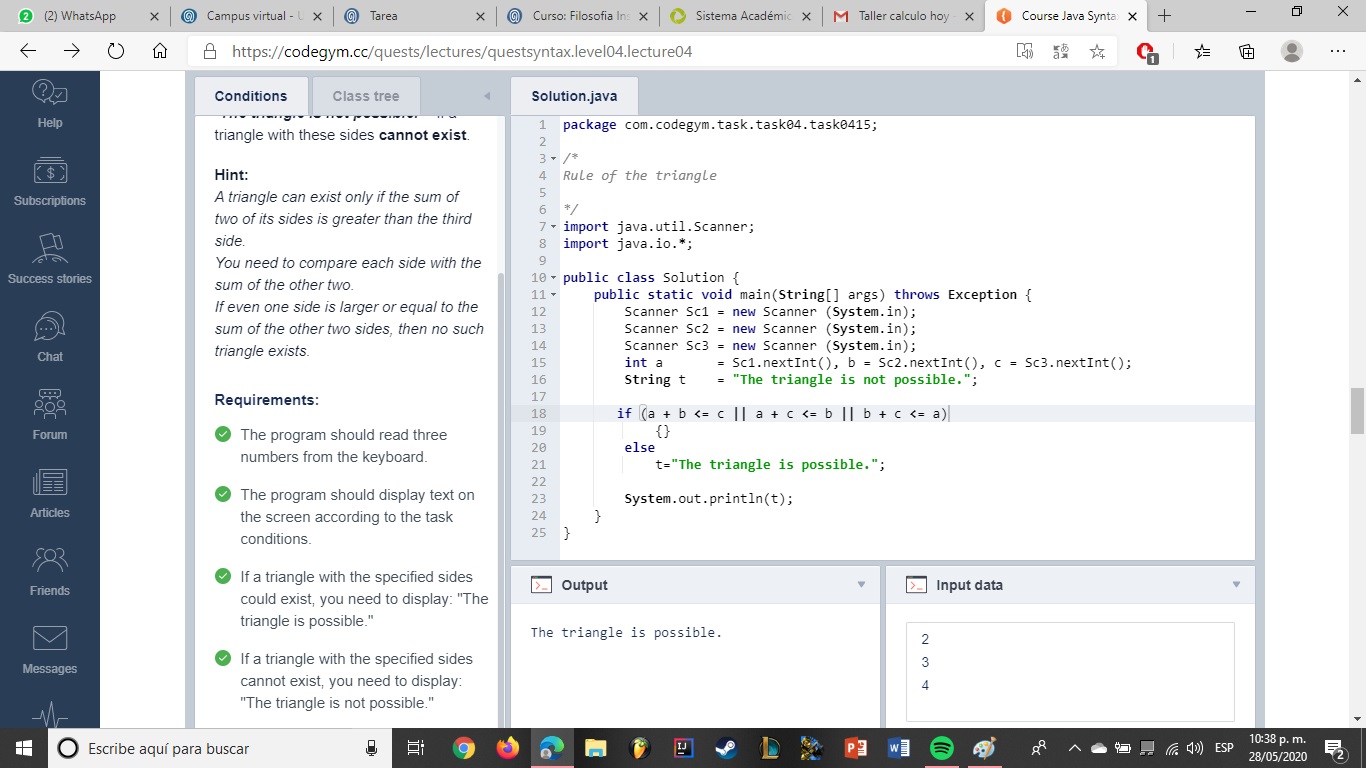 2 (2) WhatsApp
Campus virtual - U
Tarea
Curso: Filosofia Ins
Sistema Académic
Taller calculo hoy -
Course Java Synta
https://codegym.cc/quests/lectures/questsyntax.level04.lecture04
1
Help
Subscriptions
Success stories
Chat
Forum
Articles
Friends
Messages
Conditions
Class tree
"The triangle is not possible." - if a
triangle with these sides cannot exist.
Hint:
A triangle can exist only if the sum of
two of its sides is greater than the third
side.
You need to compare each side with the
sum of the other two.
If even one side is larger or equal to the
sum of the other two sides, then no such
triangle exists.
Requirements:
The program should read three
numbers from the keyboard.
The program should display text on
the screen according to the task
conditions.
If a triangle with the specified sides
could exist, you need to display: "The
triangle is possible."
If a triangle with the specified sides
cannot exist, you need to display:
"The triangle is not possible."
Solution.java
1 package com.codegym.task.task04.task0415;
2
3 /*
4 Rule of the triangle
5
6 */
7 import java.util.Scanner;
8 import java.io.*;
9
10 public class Solution {
11 public static void main(String[] args) throws Exception {
12 Scanner Sc1 = new Scanner (System.in);
13 Scanner Sc2 = new Scanner (System.in);
14 Scanner Sc3 = new Scanner (System.in);
15 int a = Sc1.nextInt(), b = Sc2.nextInt(), c = Sc3.nextInt();
16 String t = "The triangle is not possible.";
17
18 if (a + b <= c || a + c <= b || b + c <= a)
19 {}
20 else
21 t="The triangle is possible.";
22
23 System.out.println(t);
24 }
25 }
Output
The triangle is possible.
Input data
2
3
4
Escribe aquí para buscar
ESP
10:38 p. m.
28/05/2020
2